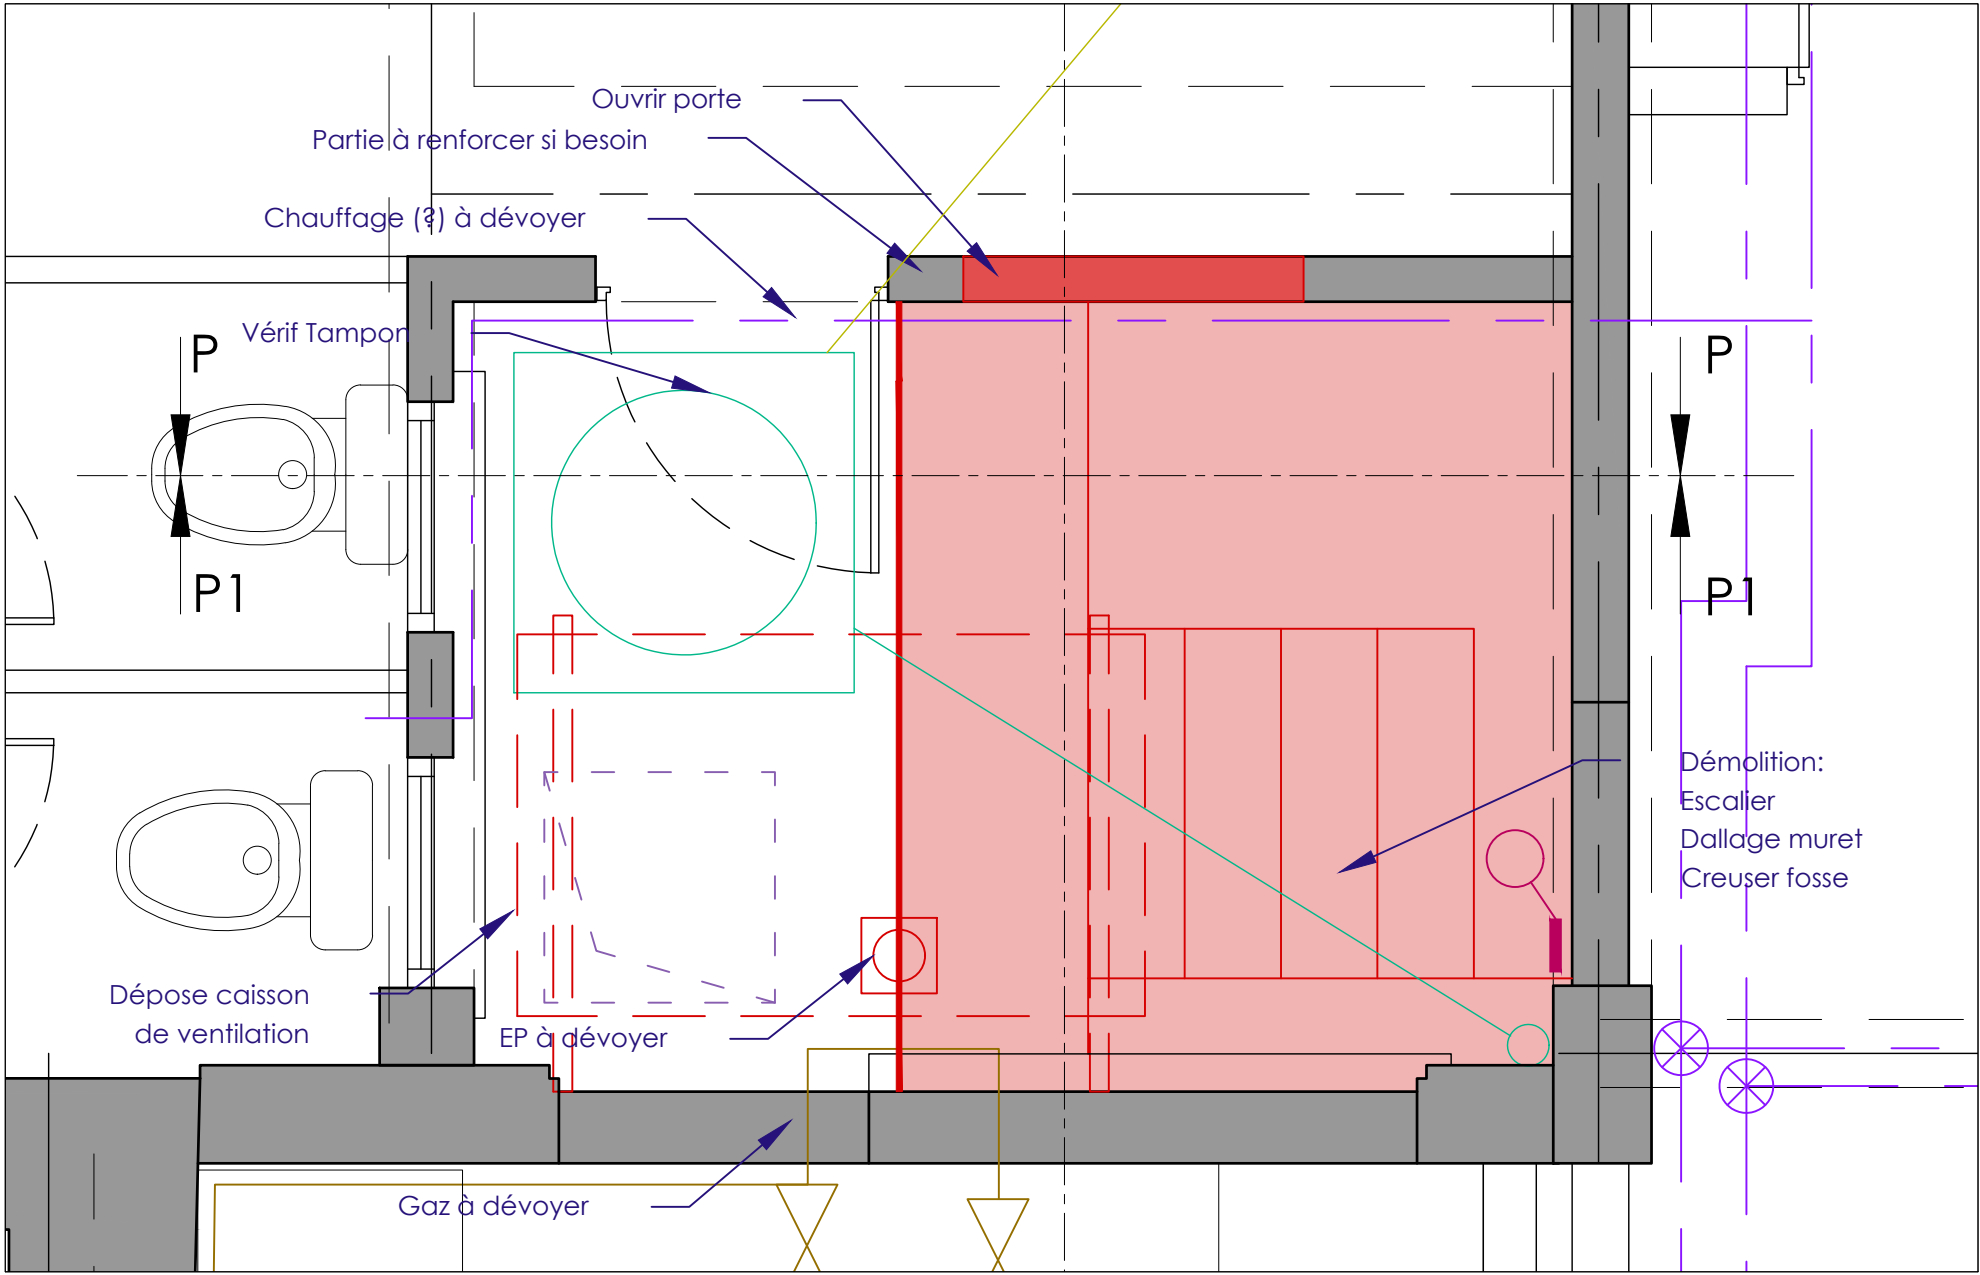 Ouvrir porte
Partie à renforcer si besoin
Chauffage (?) à dévoyer
Vérif Tampon
P
P
P1
P1
Démolition:
Escalier
Dallage muret
Creuser fosse
Dépose caisson
de ventilation
EP à dévoyer
Gaz à dévoyer